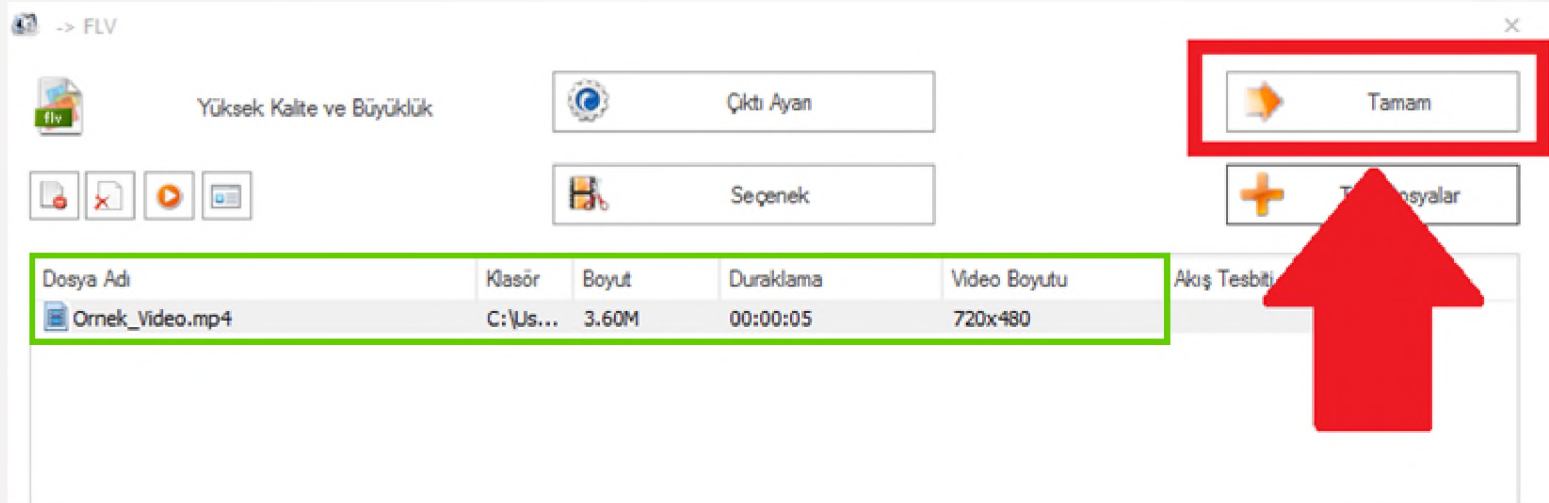 -> FLV
flv
Yüksek Kalite ve Büyüklük
Çıktı Ayarı
Tamam
Seçenek
osyalar
Dosya Adı Klasör Boyut Duraklama Video Boyutu Akış Tesbiti
Ornek_Video.mp4 C:\Us... 3.60M 00:00:05 720x480